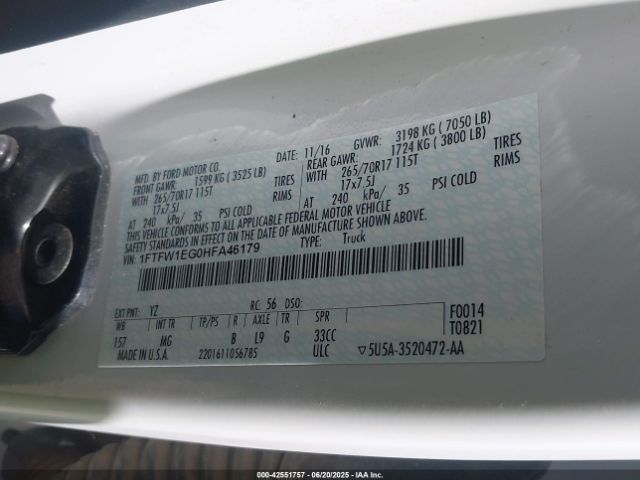 MFD. BY FORD MOTOR CO.
DATE: 11/16 GVWR: 3198 KG ( 7050 LB)
FRONT GAWR: 1599 KG ( 3525 LB) REAR GAWR: 1724 KG ( 3800 LB)
WITH 265/70R17 115T TIRES WITH 265/70R17 115T TIRES
17x7.5J RIMS 17x7.5J RIMS
AT 240 kPa/ 35 PSI COLD AT 240 kPa/ 35 PSI COLD
THIS VEHICLE CONFORMS TO ALL APPLICABLE FEDERAL MOTOR VEHICLE
SAFETY STANDARDS IN EFFECT ON THE DATE OF MANUFACTURE SHOWN ABOVE.
VIN: 1FTFW1EG0HFA46179 TYPE: Truck
EXT PNT: YZ RC: 56 DSO: F0014
WB INT TR TP/PS R AXLE TR SPR T0821
157 MG B L9 G 33CC
MADE IN U.S.A. 2201611056785 ULC ▽5U5A-3520472-AA
000-42551757 - 06/20/2025 - IAAI.COM